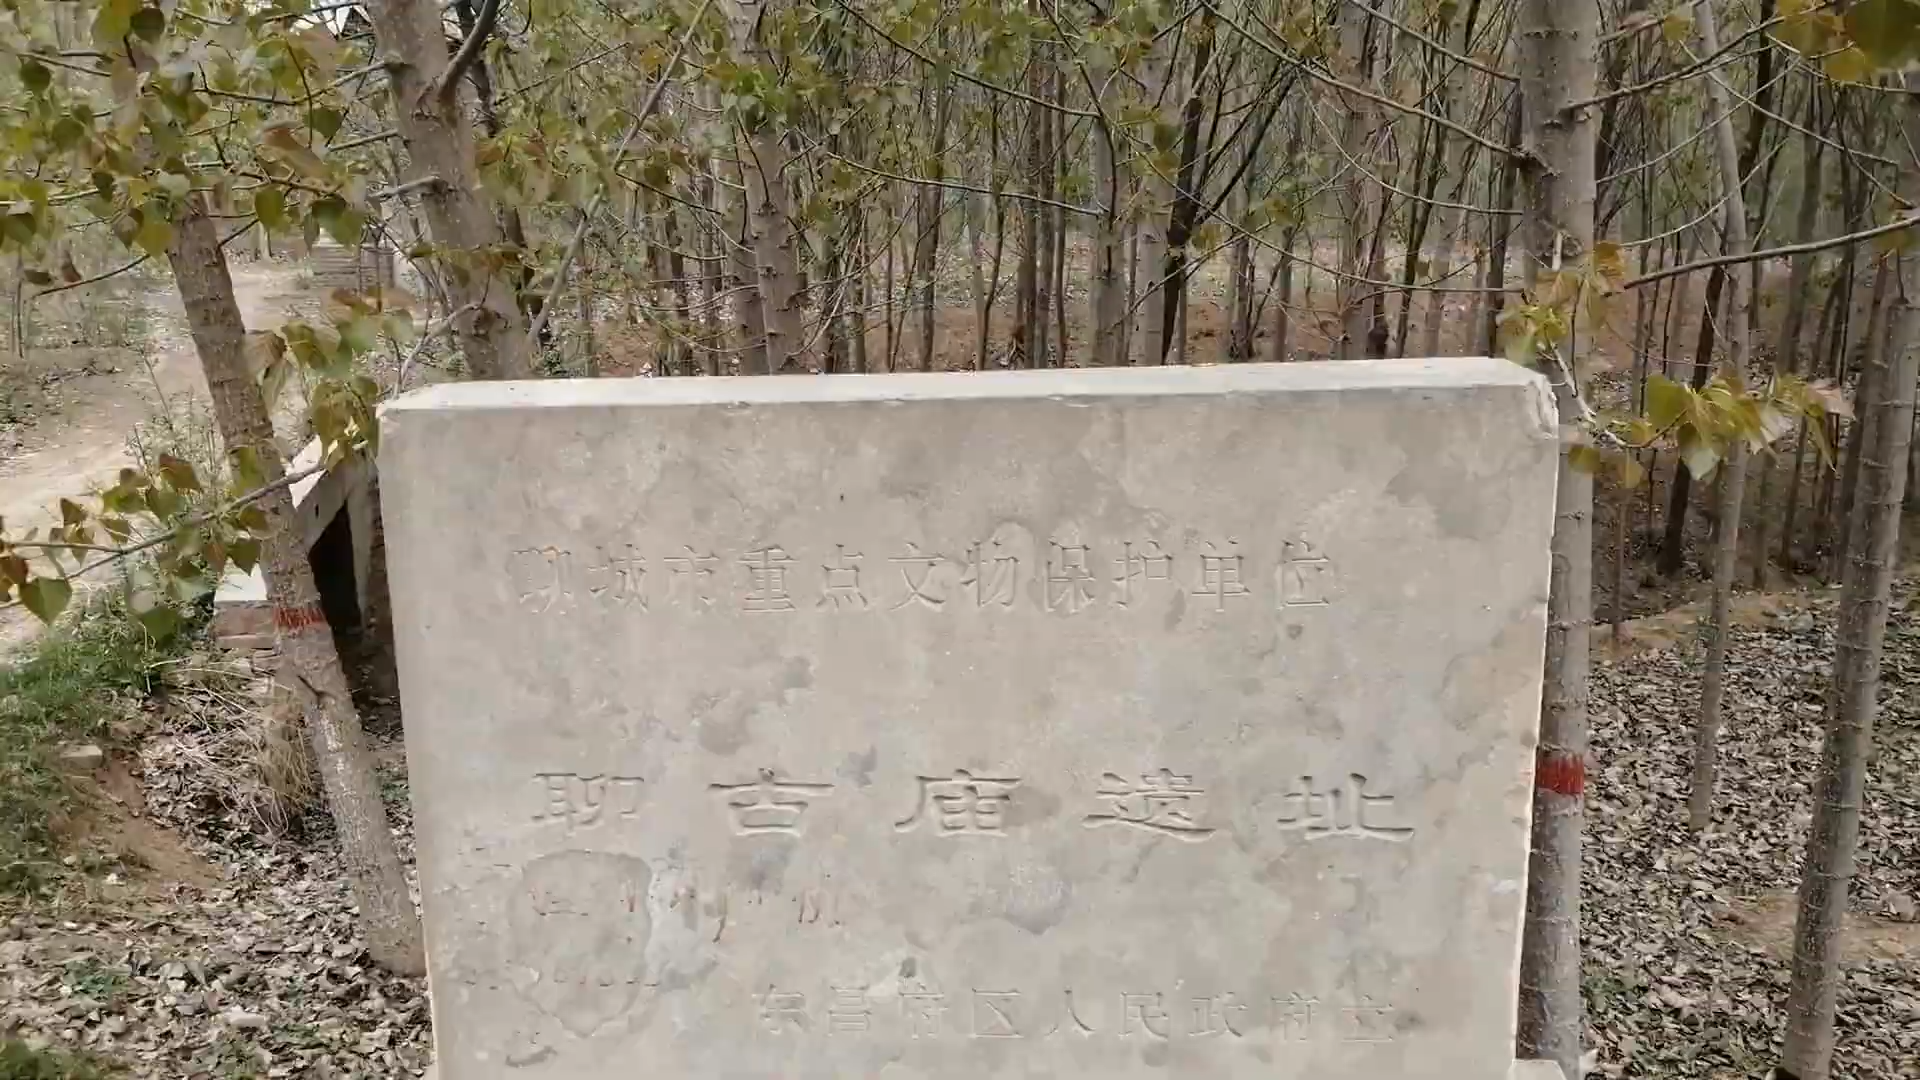 聊城市重点文物保护单位
聊古庙遗址
东昌府区人民政府立